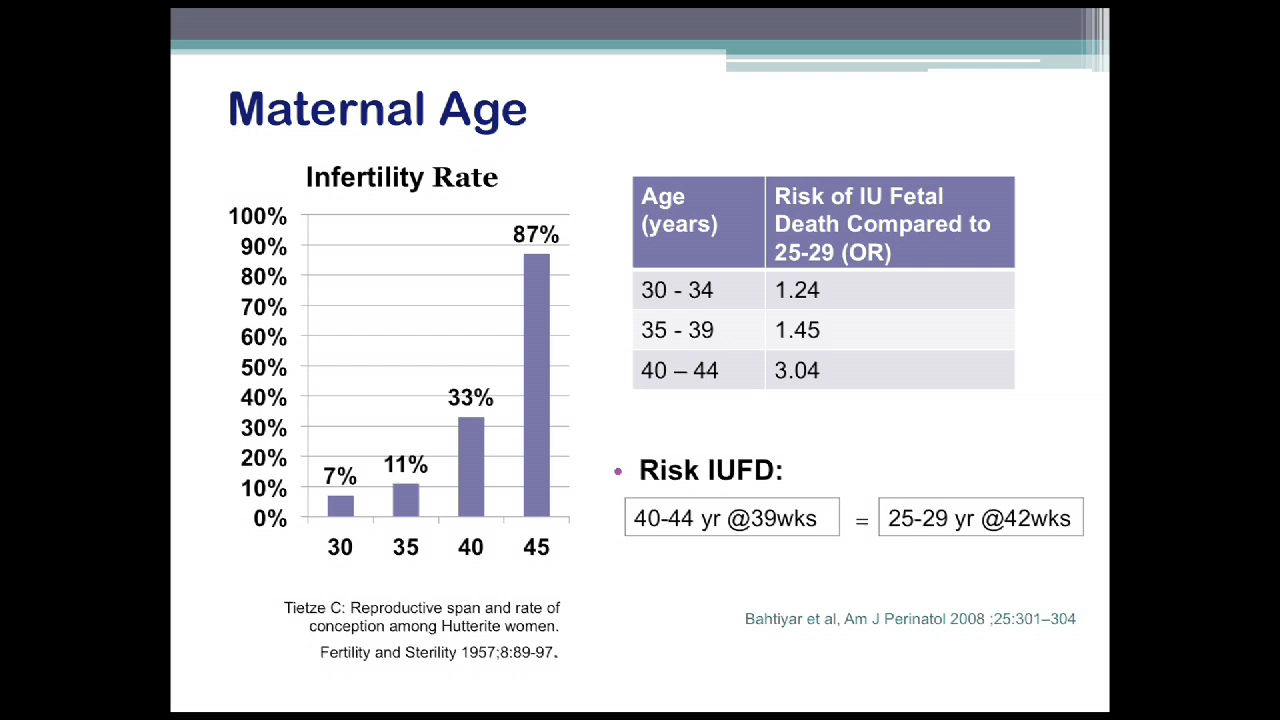 Maternal Age
Infertility Rate
100%
90%
80%
70%
60%
50%
40%
30%
20%
10%
0%
7%
11%
33%
87%
30 35 40 45
Tietze C: Reproductive span and rate of
conception among Hutterite women.
Fertility and Sterility 1957;8:89-97.
Age
(years)
Risk of IU Fetal
Death Compared to
25-29 (OR)
30 - 34 1.24
35 - 39 1.45
40 – 44 3.04
• Risk IUFD:
40-44 yr @39wks = 25-29 yr @42wks
Bahtiyar et al, Am J Perinatol 2008 ;25:301–304